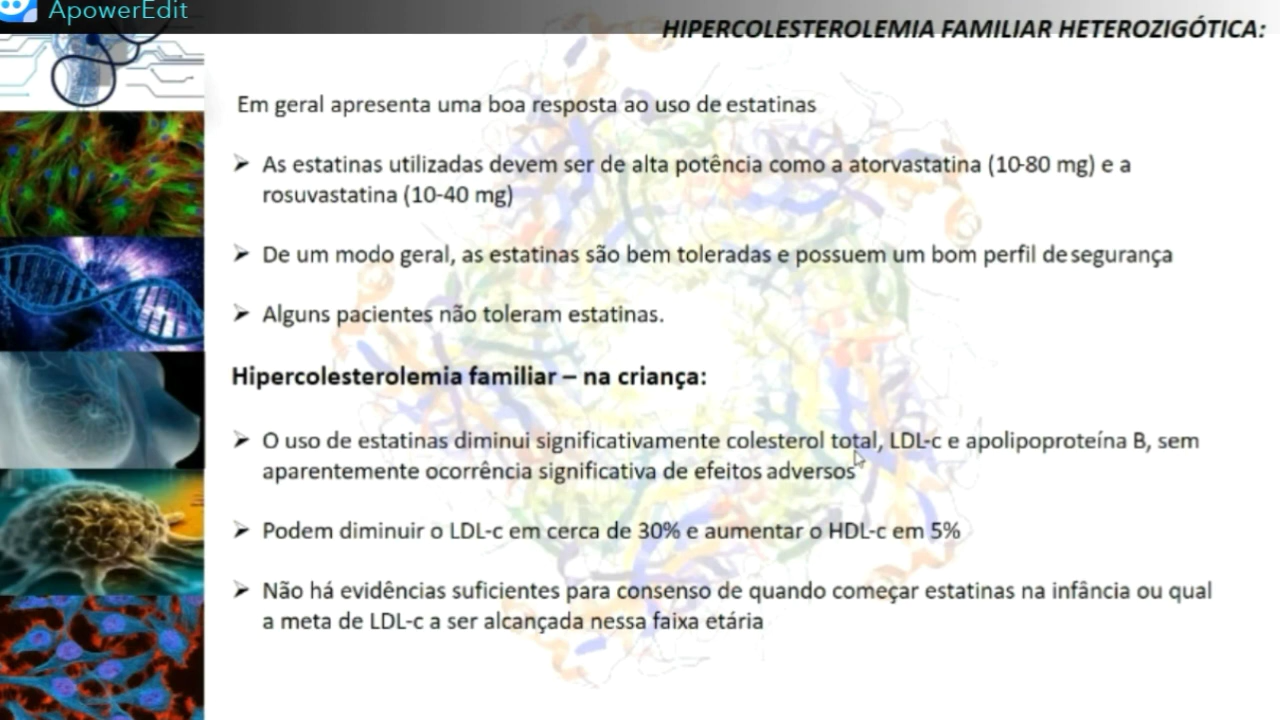 ApowerEdit
HIPERCOLESTEROLEMIA FAMILIAR HETEROZIGÓTICA:
Em geral apresenta uma boa resposta ao uso de estatinas
➢ As estatinas utilizadas devem ser de alta potência como a atorvastatina (10-80 mg) e a
rosuvastatina (10-40 mg)
➢ De um modo geral, as estatinas são bem toleradas e possuem um bom perfil de segurança
➢ Alguns pacientes não toleram estatinas.
Hipercolesterolemia familiar – na criança:
➢ O uso de estatinas diminui significativamente colesterol total, LDL-c e apolipoproteína B, sem
aparentemente ocorrência significativa de efeitos adversos
➢ Podem diminuir o LDL-c em cerca de 30% e aumentar o HDL-c em 5%
➢ Não há evidências suficientes para consenso de quando começar estatinas na infância ou qual
a meta de LDL-c a ser alcançada nessa faixa etária